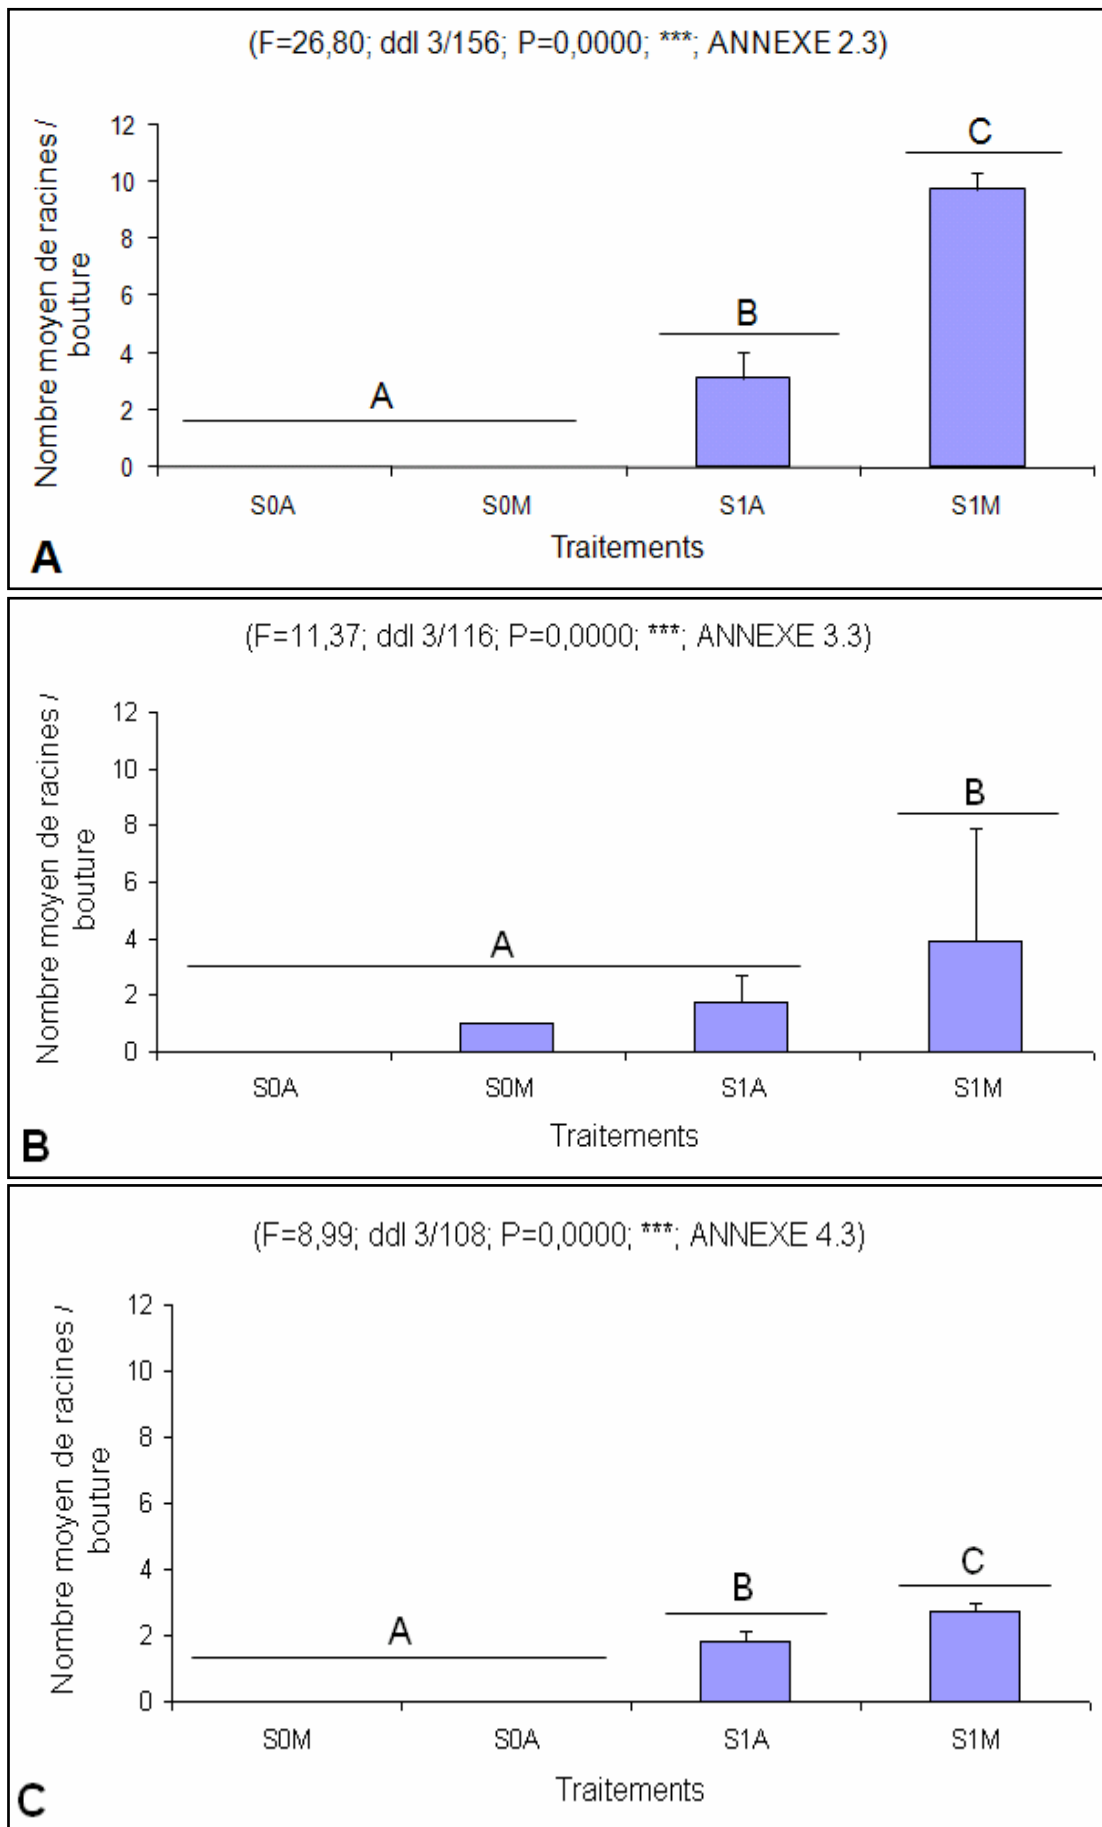 (F=26,80; ddl 3/156; P=0,0000; ***; ANNEXE 2.3)
Nombre moyen de racines /
bouture
12
10
8
6
4
2
0
A
B
C
S0A
S0M
S1A
S1M
Traitements
A
(F=11,37; ddl 3/116; P=0,0000; ***; ANNEXE 3.3)
Nombre moyen de racines /
bouture
12
10
8
6
4
2
0
A
B
S0A
S0M
S1A
S1M
Traitements
B
(F=8,99; ddl 3/108; P=0,0000; ***; ANNEXE 4.3)
Nombre moyen de racines /
bouture
12
10
8
6
4
2
0
A
B
C
S0M
S0A
S1A
S1M
Traitements
C